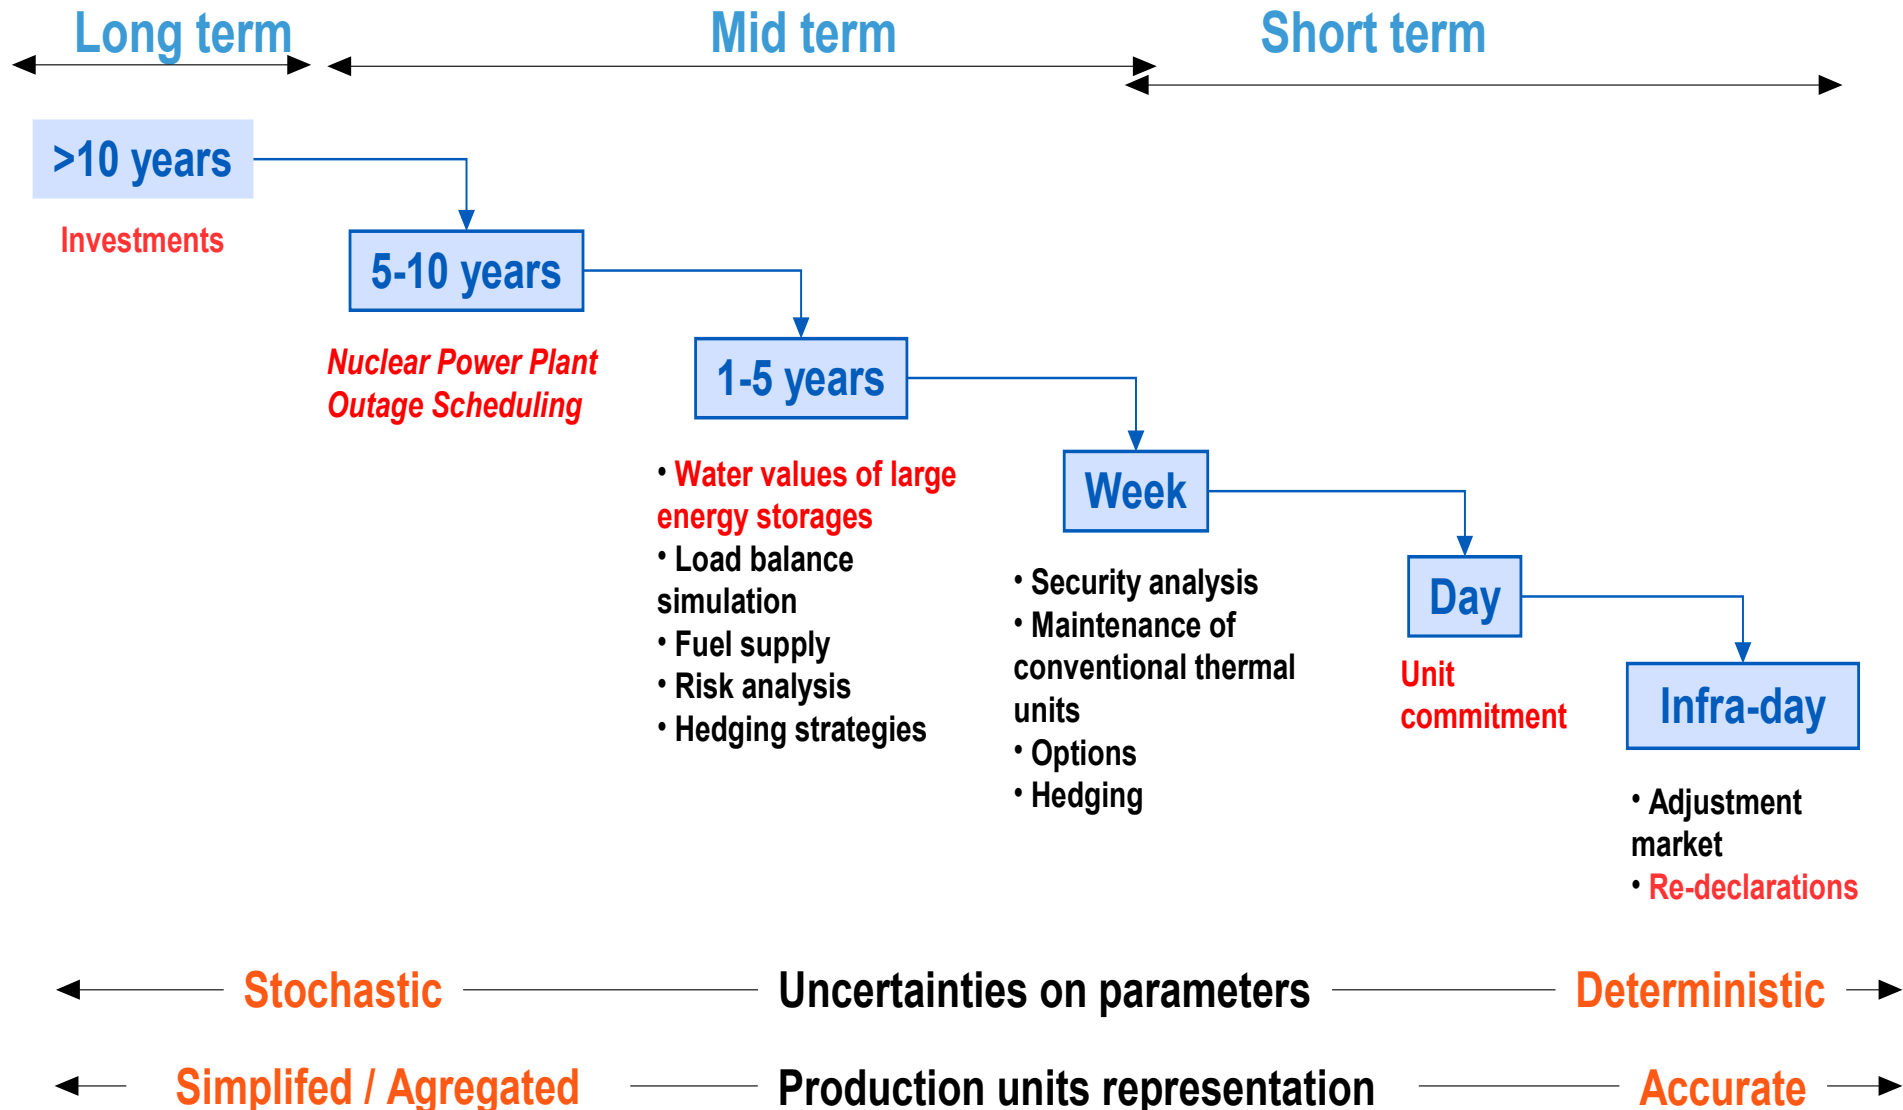 Long term
Mid term
Short term
>10 years
Investments
5-10 years
Nuclear Power Plant
Outage Scheduling
1-5 years
• Water values of large
energy storages
• Load balance
simulation
• Fuel supply
• Risk analysis
• Hedging strategies
Week
• Security analysis
• Maintenance of
conventional thermal
units
• Options
• Hedging
Day
Unit
commitment
Infra-day
• Adjustment
market
• Re-declarations
Stochastic
Uncertainties on parameters
Deterministic
Simplifed / Agregated
Production units representation
Accurate